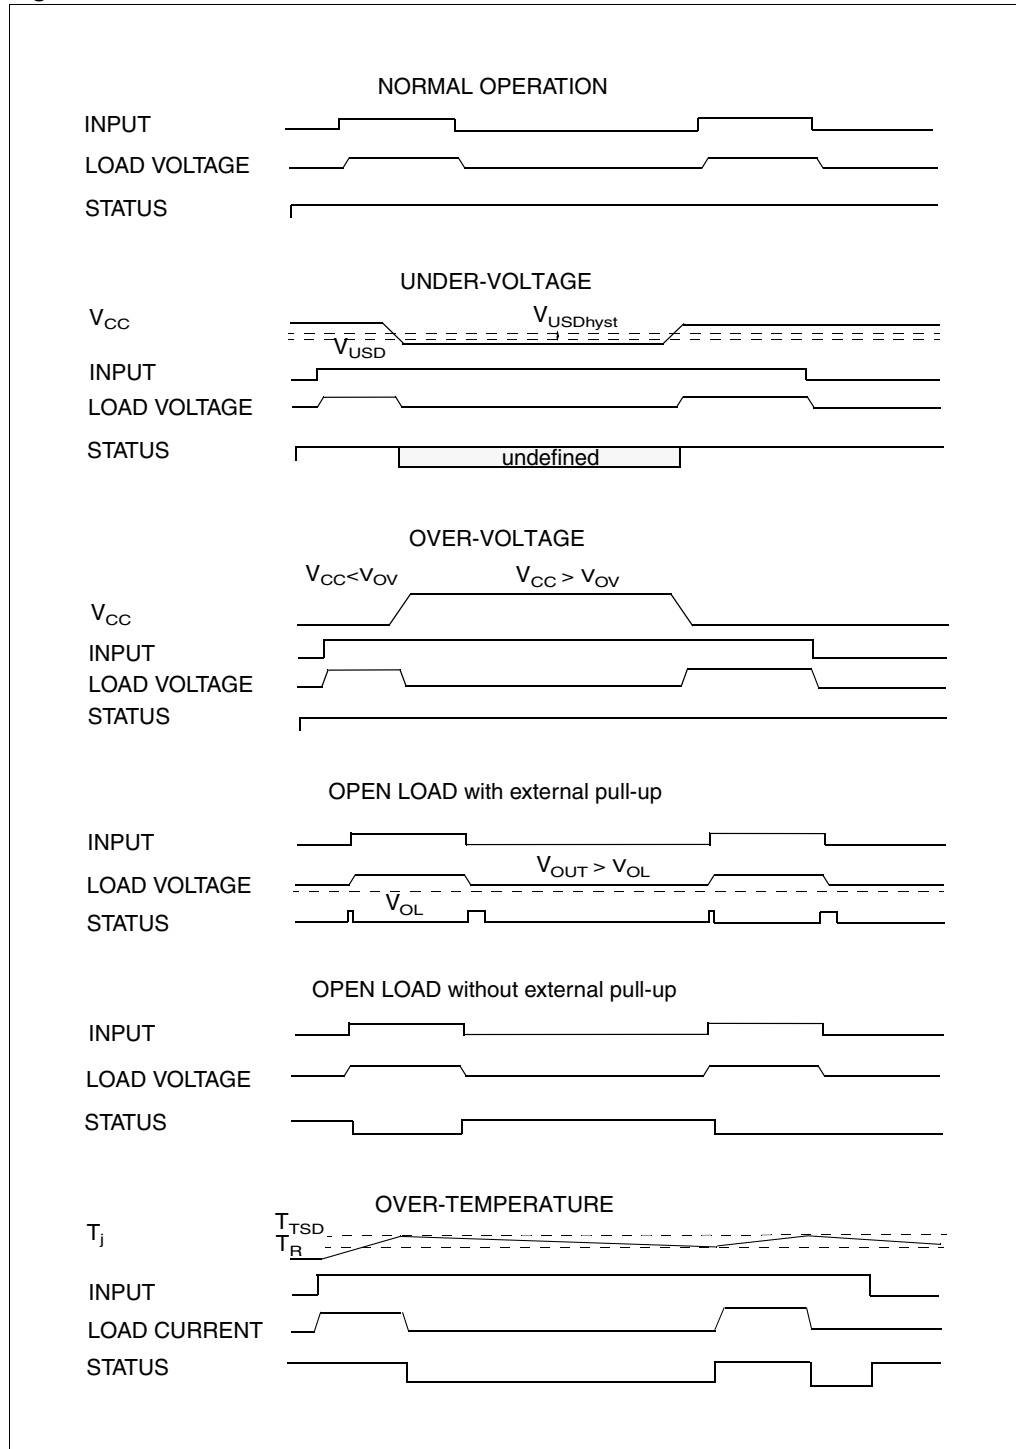 NORMAL OPERATION
INPUT
LOAD VOLTAGE
STATUS
UNDER-VOLTAGE
VCC
VUSDhyst
VUSD
INPUT
LOAD VOLTAGE
STATUS
undefined
OVER-VOLTAGE
VCC<VOV
VCC > VOV
VCC
INPUT
LOAD VOLTAGE
STATUS
OPEN LOAD with external pull-up
INPUT
VOUT > VOL
LOAD VOLTAGE
VOL
STATUS
OPEN LOAD without external pull-up
INPUT
LOAD VOLTAGE
STATUS
OVER-TEMPERATURE
Tj
TTSD
TR
INPUT
LOAD CURRENT
STATUS